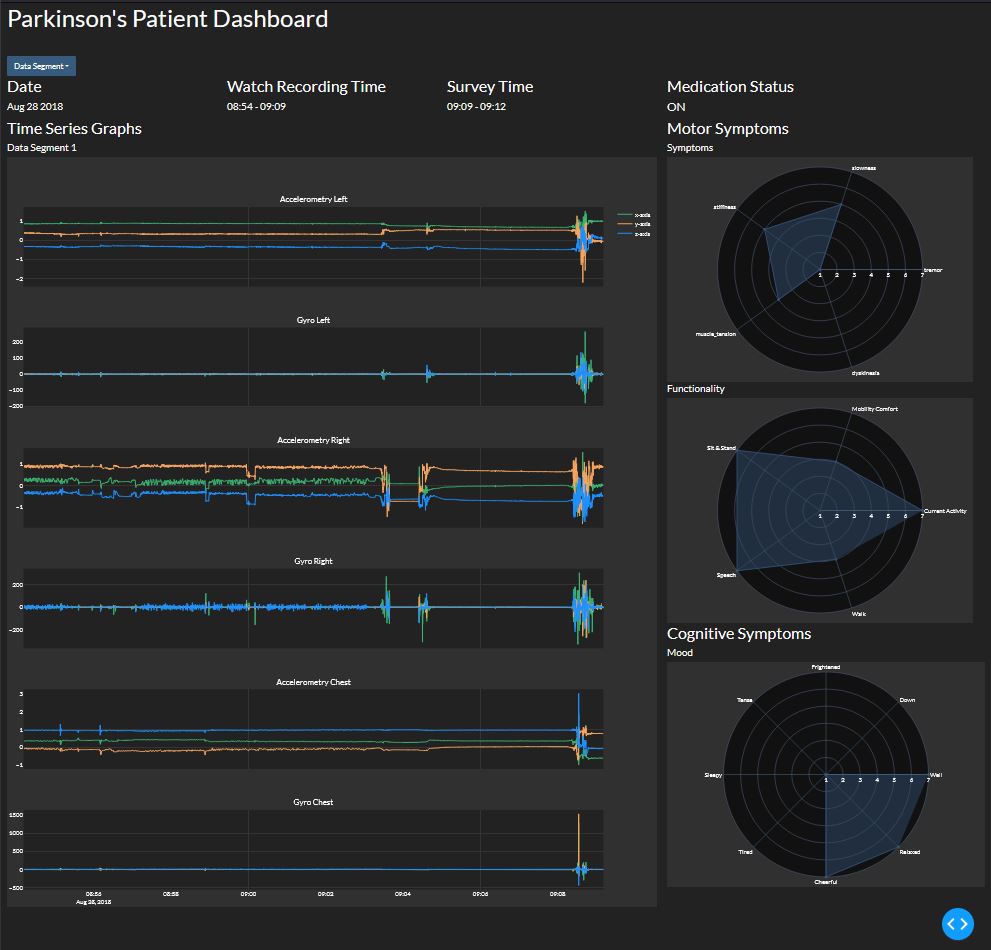 Parkinson's Patient Dashboard
Data Segment
Date
Watch Recording Time
Survey Time
Medication Status
Aug 28 2018
08:54 - 09:09
09:09 - 09:12
ON
Time Series Graphs
Data Segment 1
Accelerometry Left
1
0
−1
−2
x-axis
y-axis
z-axis
Gyro Left
200
100
0
−100
−200
Accelerometry Right
1
0
−1
Gyro Right
200
0
−200
Accelerometry Chest
3
2
1
0
−1
Gyro Chest
1500
1000
500
0
−500
08:56 08:58 09:00 09:02 09:04 09:06 09:08
Aug 28, 2018
Motor Symptoms
Symptoms
slowness
stiffness
1 2 3 4 5 6 7 tremor
muscle_tension
dyskinesia
Functionality
Mobility Comfort
Sit & Stand
1 2 3 4 5 6 7 Current Activity
Speech
Walk
Cognitive Symptoms
Mood
Frightened
Tense
Down
Sleepy
1 2 3 4 5 6 7 Well
Tired
Relaxed
Cheerful